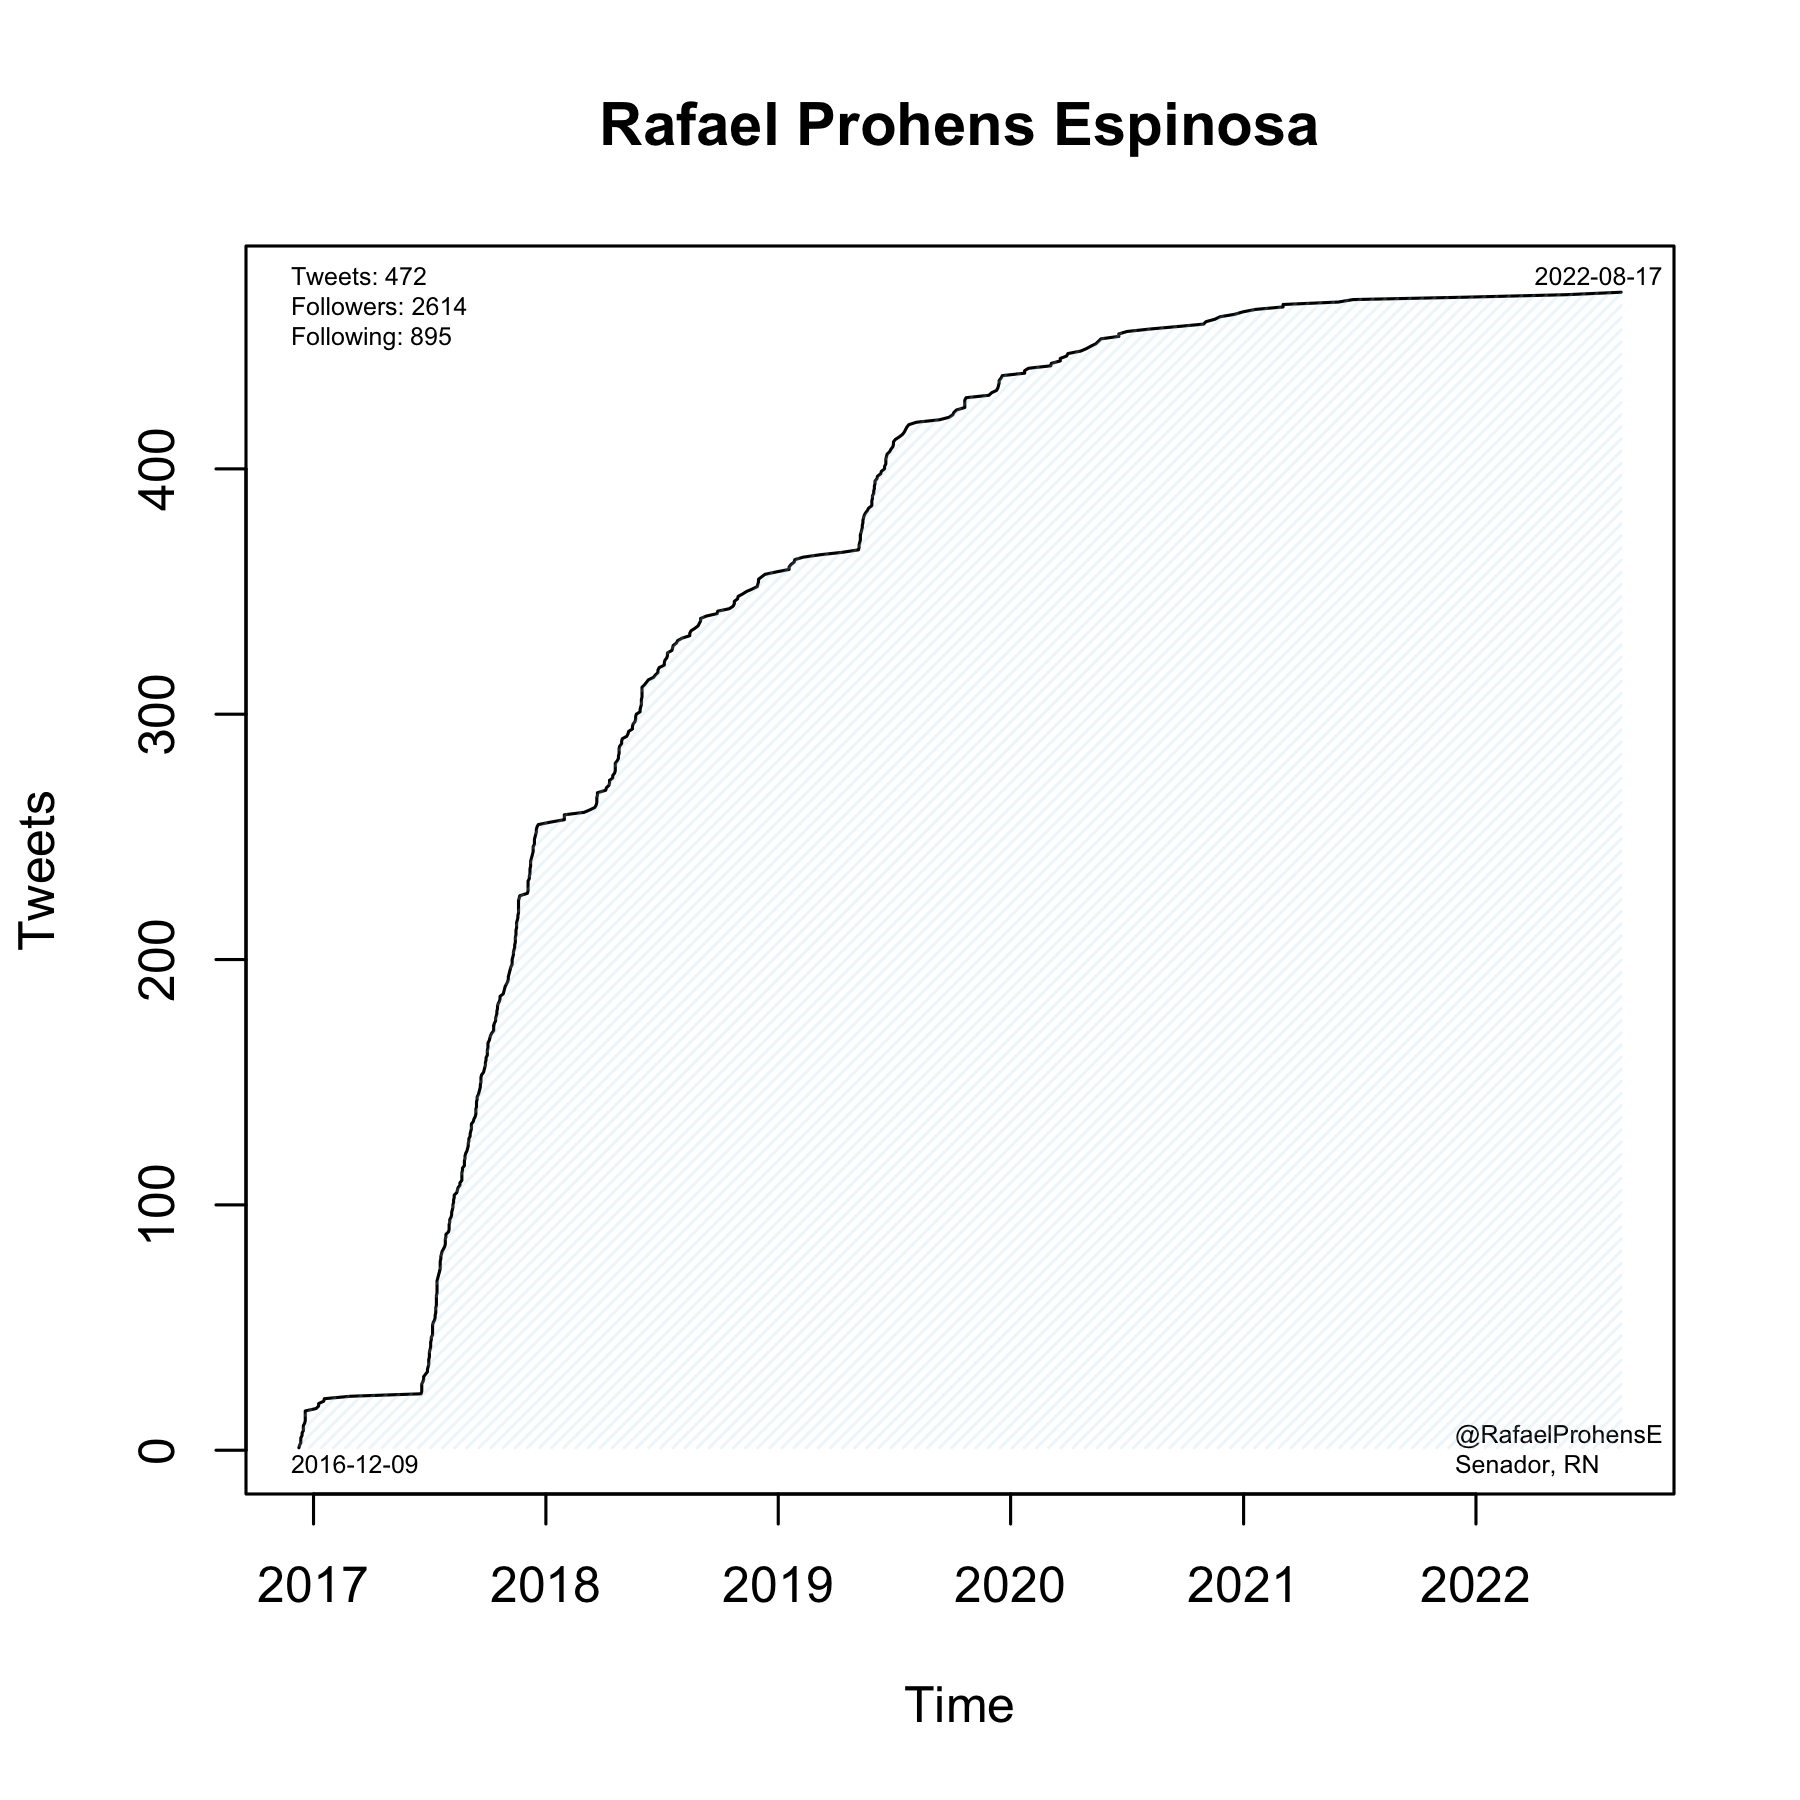 Rafael Prohens Espinosa
Tweets: 472
Followers: 2614
Following: 895
2022-08-17
Tweets
400
300
200
100
0
2016-12-09
@RafaelProhensE
Senador, RN
2017 2018 2019 2020 2021 2022
Time